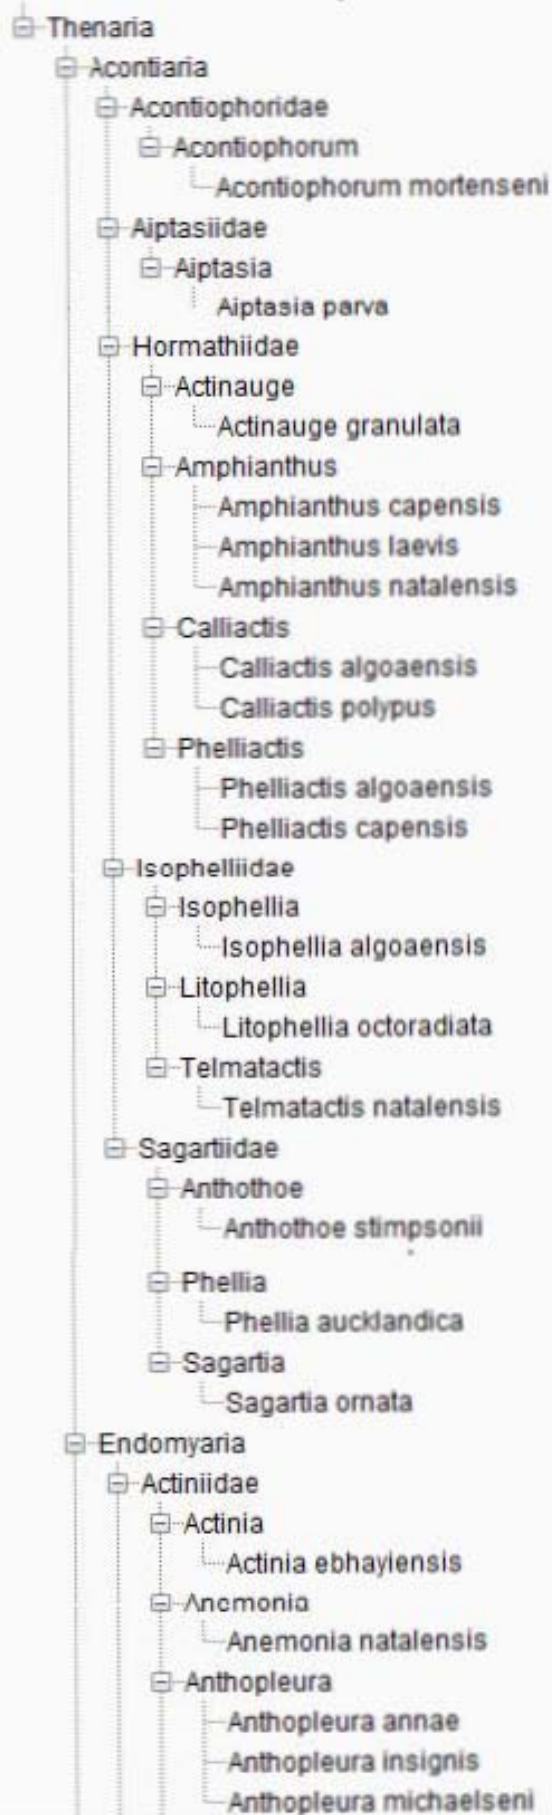 Thenaria
Acontiaria
Acontiophoridae
Acontiophorum
Acontiophorum mortenseni
Aiptasiidae
Aiptasia
Aiptasia parva
Hormathiidae
Actinauge
Actinauge granulata
Amphianthus
Amphianthus capensis
Amphianthus laevis
Amphianthus natalensis
Calliactis
Calliactis algoaensis
Calliactis polypus
Phelliactis
Phelliactis algoaensis
Phelliactis capensis
Isophelliidae
Isophellia
Isophellia algoaensis
Litophellia
Litophellia octoradiata
Telmatactis
Telmatactis natalensis
Sagartiidae
Anthothoe
Anthothoe stimpsonii
Phellia
Phellia aucklandica
Sagartia
Sagartia ornata
Endomyaria
Actiniidae
Actinia
Actinia ebhayiensis
Anemonia
Anemonia natalensis
Anthopleura
Anthopleura annae
Anthopleura insignis
Anthopleura michaelseni